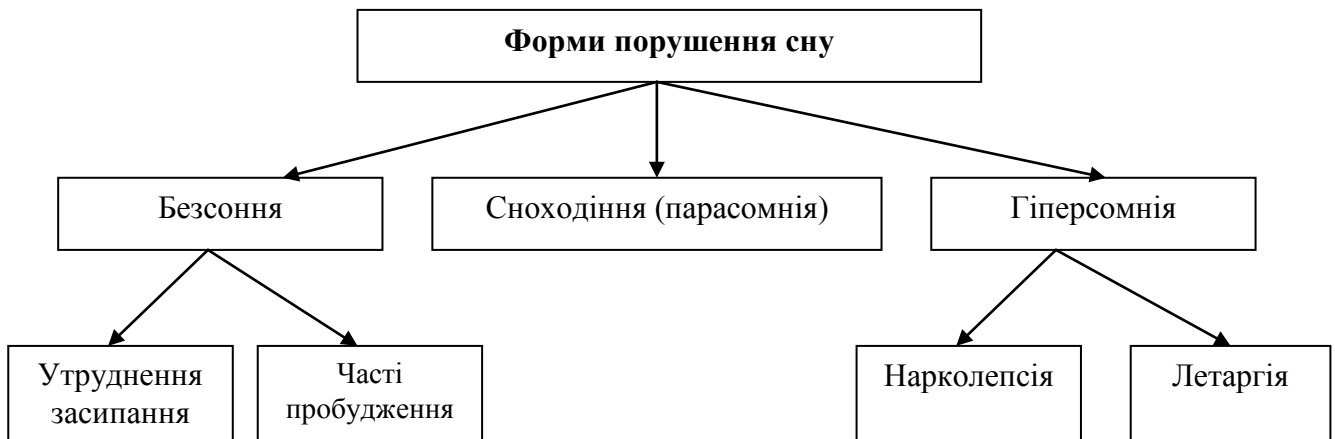 Форми порушення сну
Безсоння
Сноходіння (парасомнія)
Гіперсомнія
Утруднення
засипання
Часті
пробудження
Нарколепсія
Летаргія